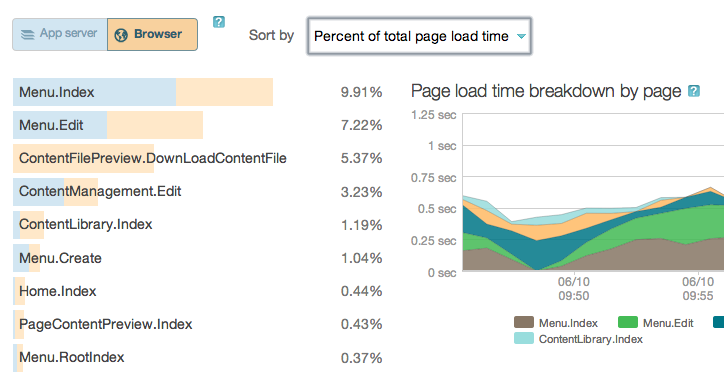 App server
Browser
?
Sort by
Percent of total page load time
Menu.Index 9.91%
Menu.Edit 7.22%
ContentFilePreview.DownLoadContentFile 5.37%
ContentManagement.Edit 3.23%
ContentLibrary.Index 1.19%
Menu.Create 1.04%
Home.Index 0.44%
PageContentPreview.Index 0.43%
Menu.RootIndex 0.37%
Page load time breakdown by page ?
1.25 sec
1 sec
0.75 sec
0.5 sec
0.25 sec
0 sec
06/10 06/10
09:50 09:55
Menu.Index Menu.Edit
ContentLibrary.Index